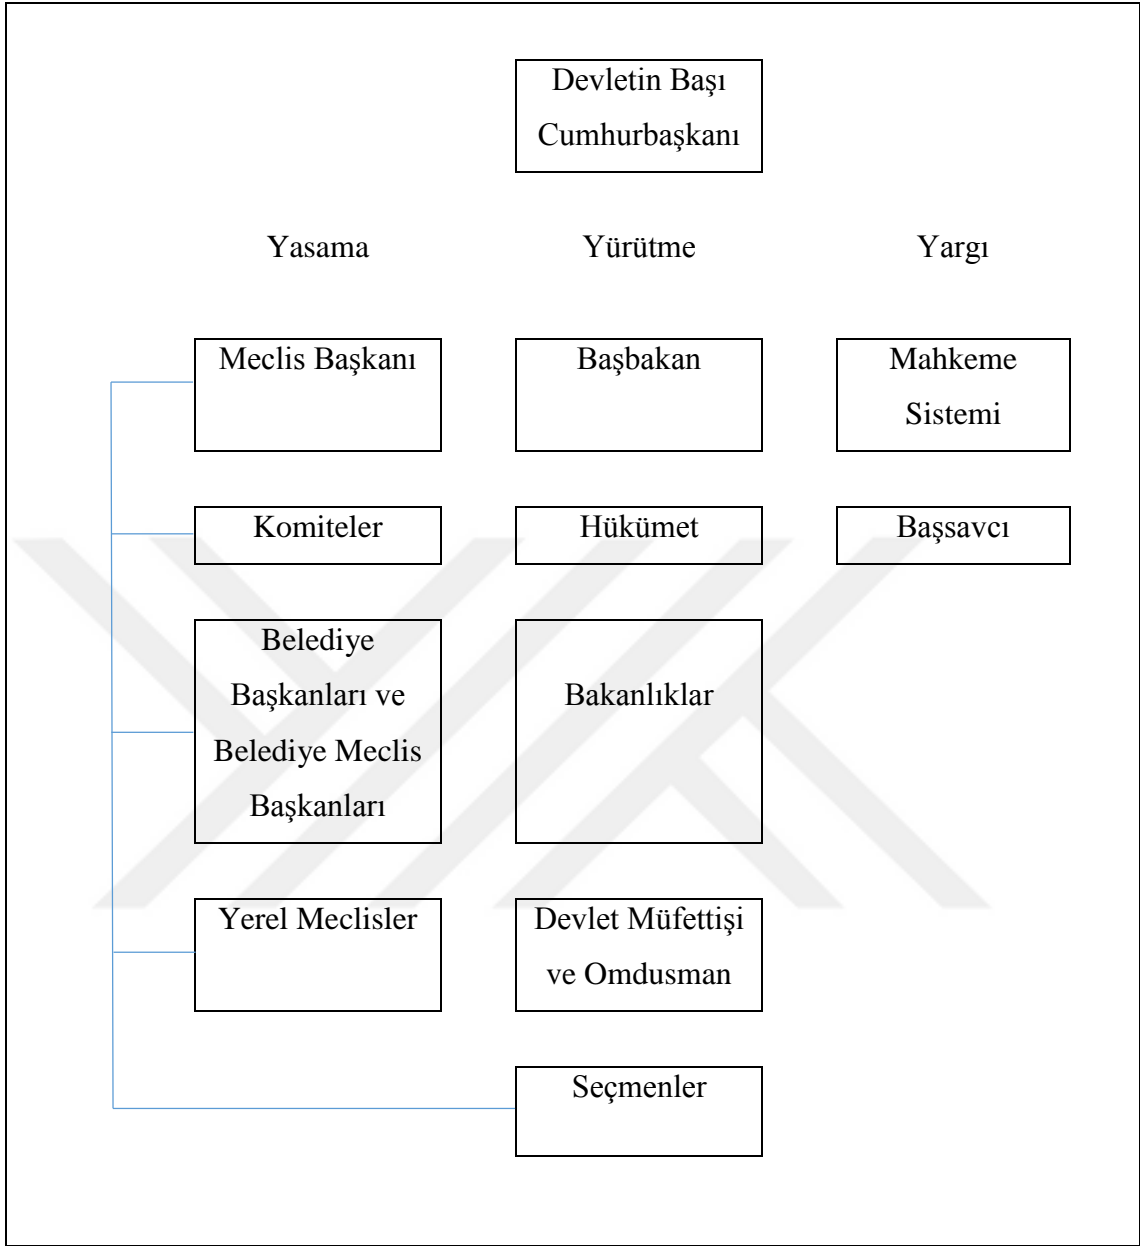 Devletin Başı
Cumhurbaşkanı
Yasama
Yürütme
Yargı
Meclis Başkanı
Başbakan
Mahkeme
Sistemi
Komiteler
Hükümet
Başsavcı
Belediye
Başkanları ve
Belediye Meclis
Başkanları
Bakanlıklar
Yerel Meclisler
Devlet Müfettişi
ve Omdusman
Seçmenler